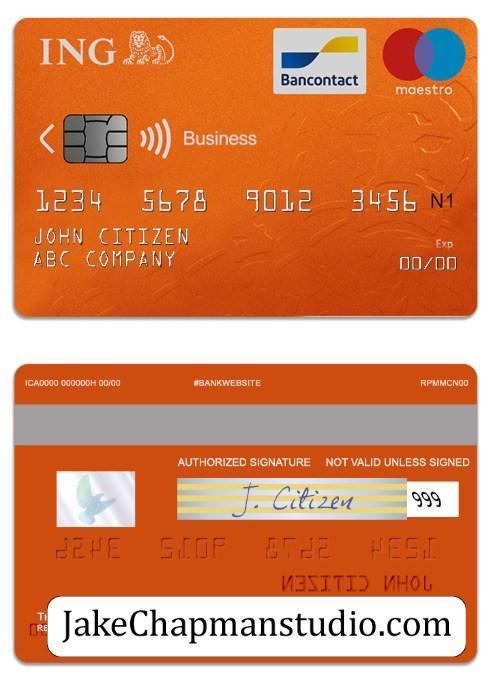 ING
Bancontact
maestro
Business
1234 5678 9012 3456 N1
JOHN CITIZEN
Exp
ABC COMPANY
00/00
ICA0000 000000H 00/00 #BANKWEBSITE RPMMCN00
AUTHORIZED SIGNATURE NOT VALID UNLESS SIGNED
J. Citizen 999
1234 5678 9012 3456
JOHN CITIZEN
JakeChapmanstudio.com